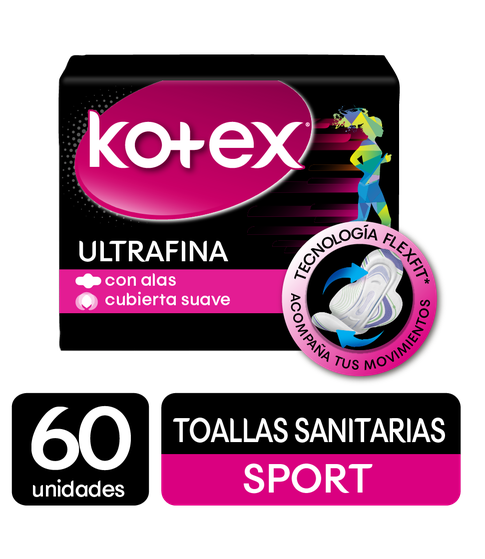 kotex®
ULTRAFINA
con alas
cubierta suave
TECNOLOGÍA FLEXFIT*
ACOMPAÑA TUS MOVIMIENTOS
60
unidades
TOALLAS SANITARIAS
SPORT